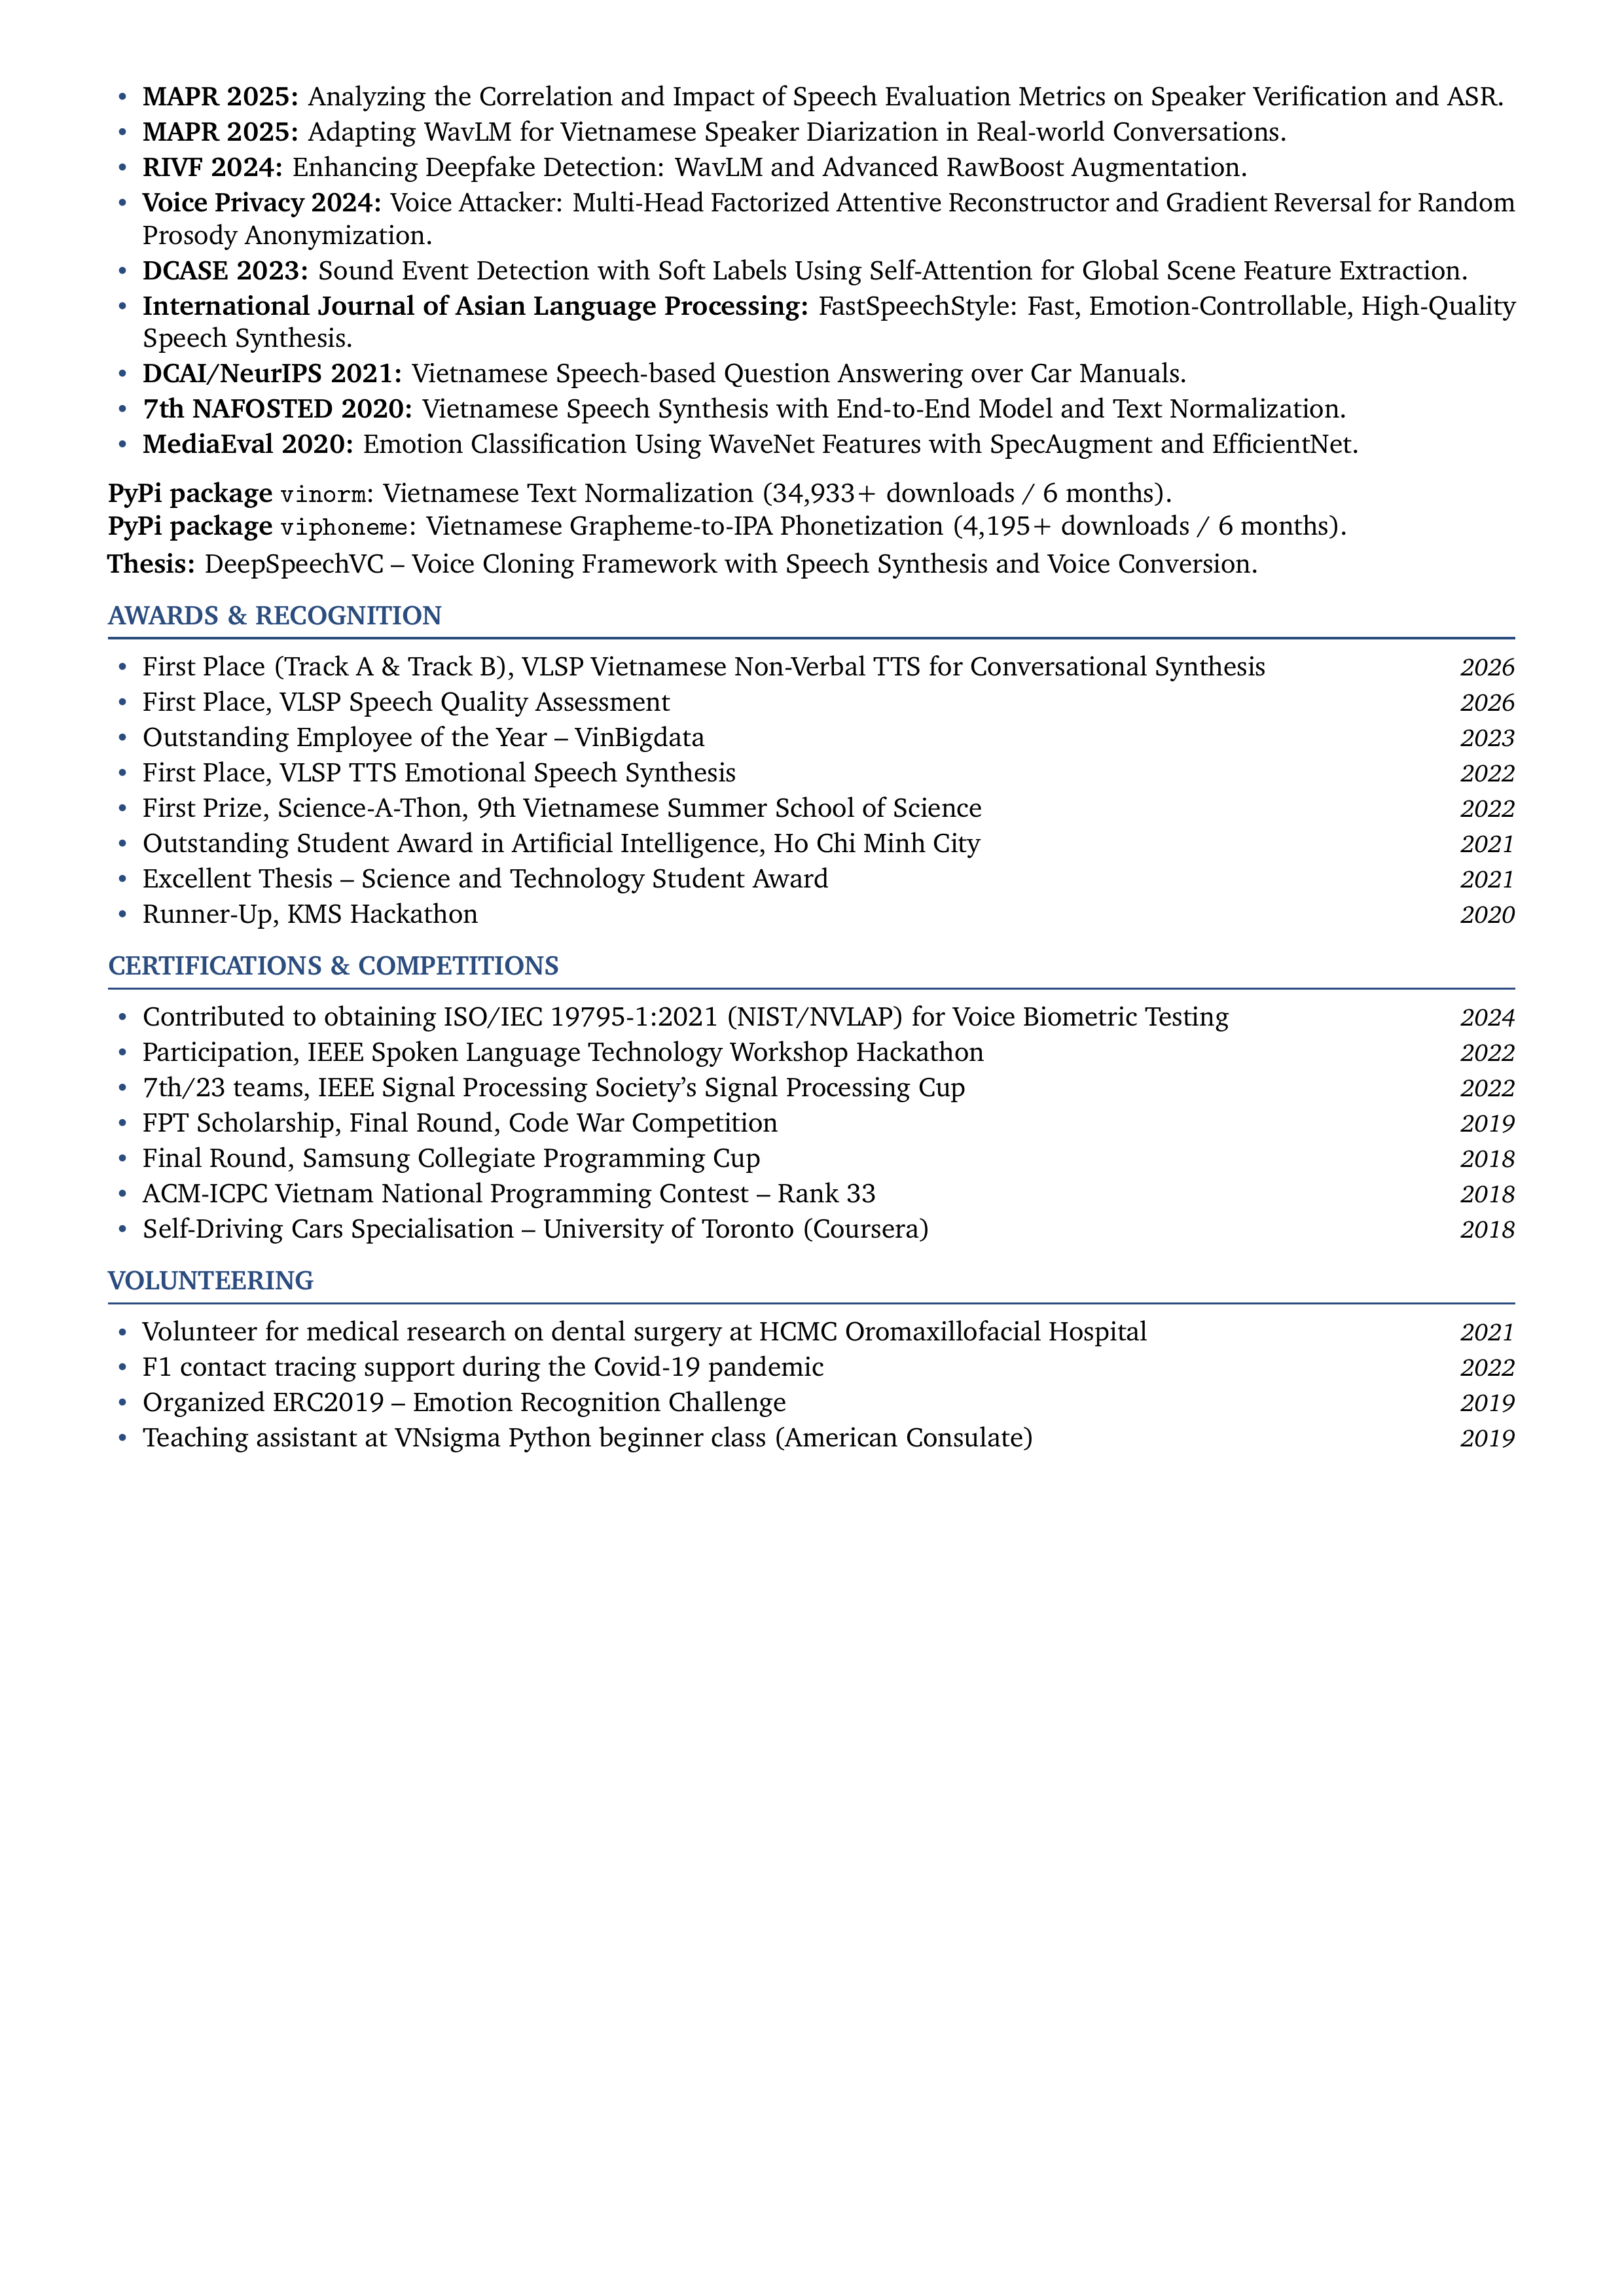 • MAPR 2025: Analyzing the Correlation and Impact of Speech Evaluation Metrics on Speaker Verification and ASR.
• MAPR 2025: Adapting WavLM for Vietnamese Speaker Diarization in Real-world Conversations.
• RIVF 2024: Enhancing Deepfake Detection: WavLM and Advanced RawBoost Augmentation.
• Voice Privacy 2024: Voice Attacker: Multi-Head Factorized Attentive Reconstructor and Gradient Reversal for Random
Prosody Anonymization.
• DCASE 2023: Sound Event Detection with Soft Labels Using Self-Attention for Global Scene Feature Extraction.
• International Journal of Asian Language Processing: FastSpeechStyle: Fast, Emotion-Controllable, High-Quality
Speech Synthesis.
• DCAI/NeurIPS 2021: Vietnamese Speech-based Question Answering over Car Manuals.
• 7th NAFOSTED 2020: Vietnamese Speech Synthesis with End-to-End Model and Text Normalization.
• MediaEval 2020: Emotion Classification Using WaveNet Features with SpecAugment and EfficientNet.
PyPi package vinorm: Vietnamese Text Normalization (34,933+ downloads / 6 months).
PyPi package viphoneme: Vietnamese Grapheme-to-IPA Phonetization (4,195+ downloads / 6 months).
Thesis: DeepSpeechVC – Voice Cloning Framework with Speech Synthesis and Voice Conversion.
AWARDS & RECOGNITION
• First Place (Track A & Track B), VLSP Vietnamese Non-Verbal TTS for Conversational Synthesis 2026
• First Place, VLSP Speech Quality Assessment 2026
• Outstanding Employee of the Year – VinBigdata 2023
• First Place, VLSP TTS Emotional Speech Synthesis 2022
• First Prize, Science-A-Thon, 9th Vietnamese Summer School of Science 2022
• Outstanding Student Award in Artificial Intelligence, Ho Chi Minh City 2021
• Excellent Thesis – Science and Technology Student Award 2021
• Runner-Up, KMS Hackathon 2020
CERTIFICATIONS & COMPETITIONS
• Contributed to obtaining ISO/IEC 19795-1:2021 (NIST/NVLAP) for Voice Biometric Testing 2024
• Participation, IEEE Spoken Language Technology Workshop Hackathon 2022
• 7th/23 teams, IEEE Signal Processing Society’s Signal Processing Cup 2022
• FPT Scholarship, Final Round, Code War Competition 2019
• Final Round, Samsung Collegiate Programming Cup 2018
• ACM-ICPC Vietnam National Programming Contest – Rank 33 2018
• Self-Driving Cars Specialisation – University of Toronto (Coursera) 2018
VOLUNTEERING
• Volunteer for medical research on dental surgery at HCMC Oromaxillofacial Hospital 2021
• F1 contact tracing support during the Covid-19 pandemic 2022
• Organized ERC2019 – Emotion Recognition Challenge 2019
• Teaching assistant at VNsigma Python beginner class (American Consulate) 2019